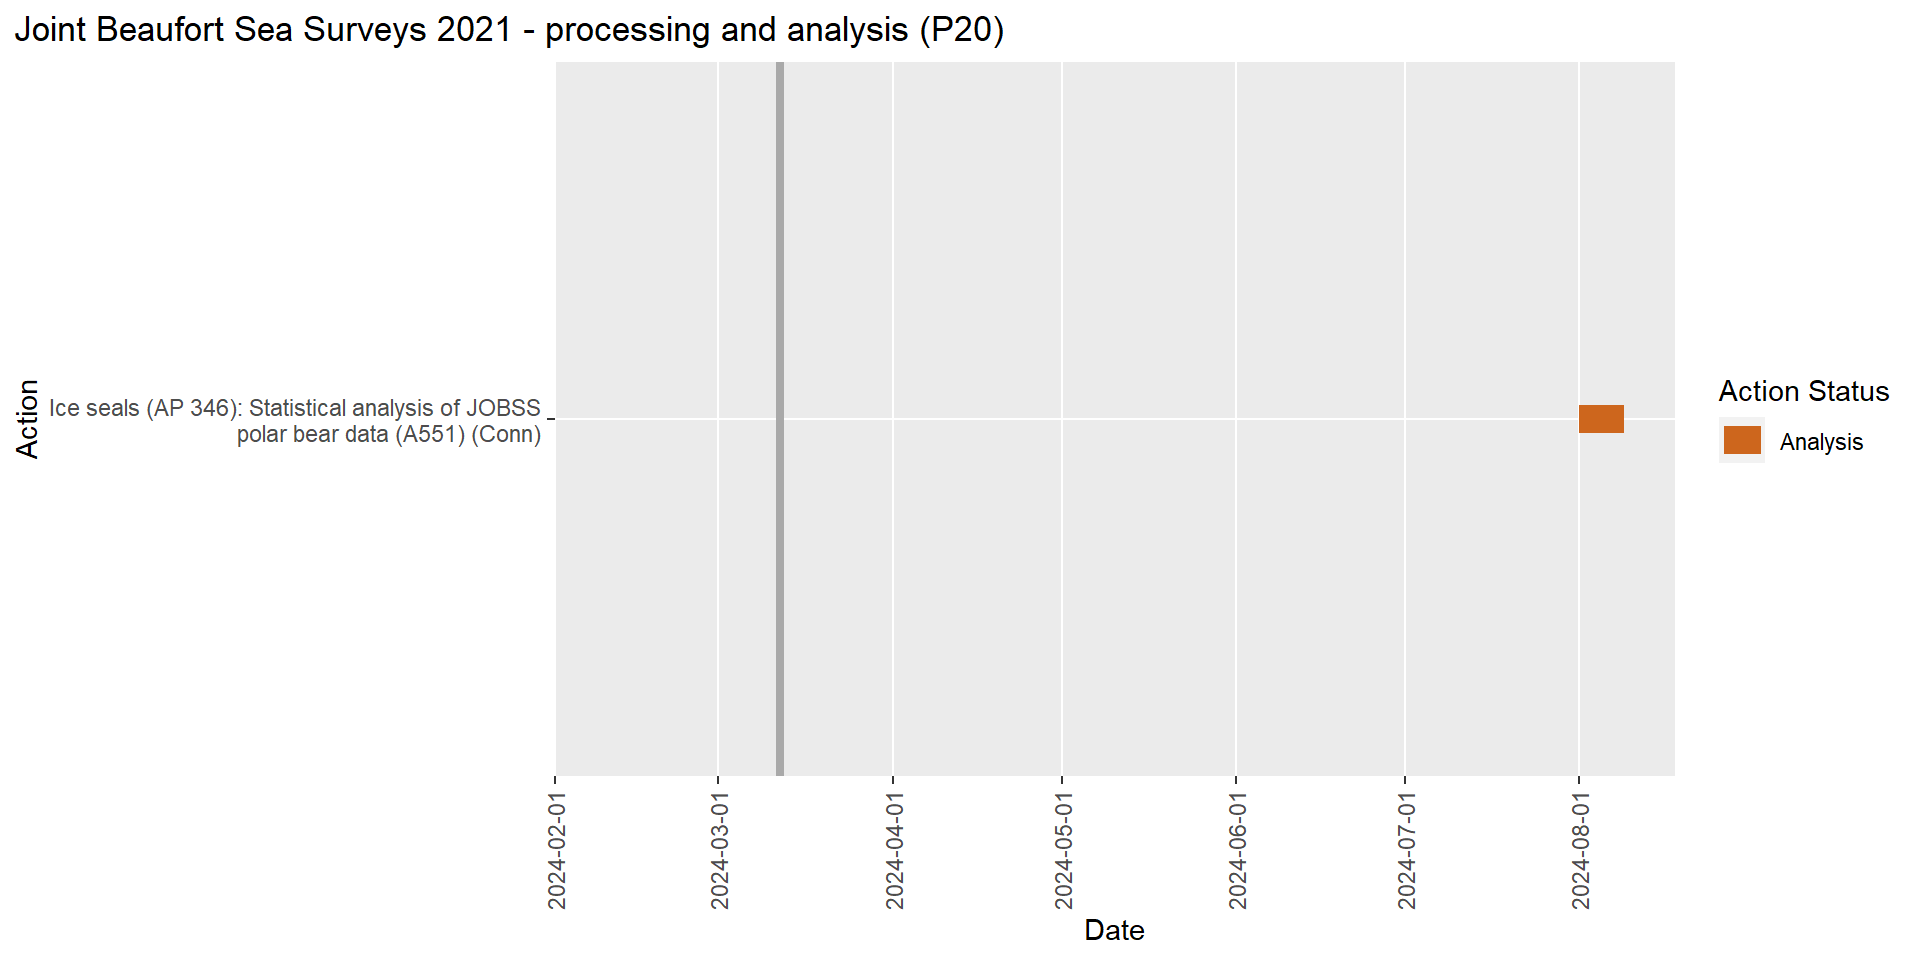 Joint Beaufort Sea Surveys 2021 - processing and analysis (P20)
Action
Ice seals (AP 346): Statistical analysis of JOBSS
polar bear data (A551) (Conn)
Action Status
Analysis
2024-02-01
2024-03-01
2024-04-01
2024-05-01
2024-06-01
2024-07-01
2024-08-01
Date